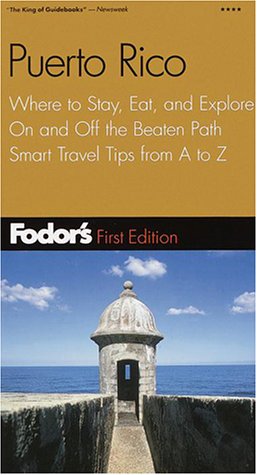 "The King of Guidebooks" — Newsweek ★★★★
Puerto Rico
Where to Stay, Eat, and Explore
On and Off the Beaten Path
Smart Travel Tips from A to Z
Fodor's First Edition